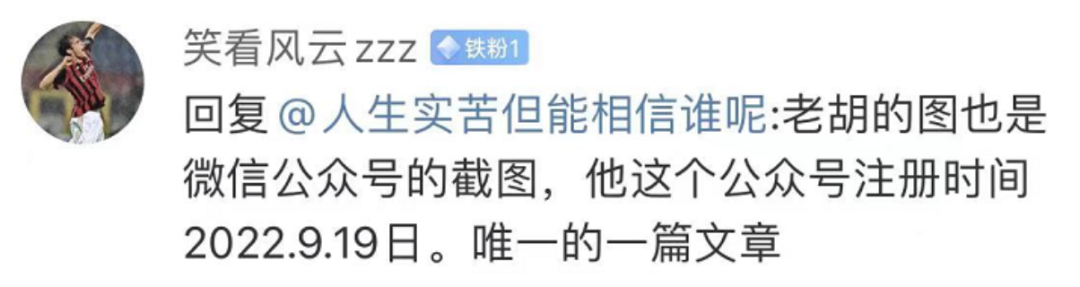 笑看风云zzz 铁粉1
回复@人生实苦但能相信谁呢:老胡的图也是
微信公众号的截图，他这个公众号注册时间
2022.9.19日。唯一的一篇文章